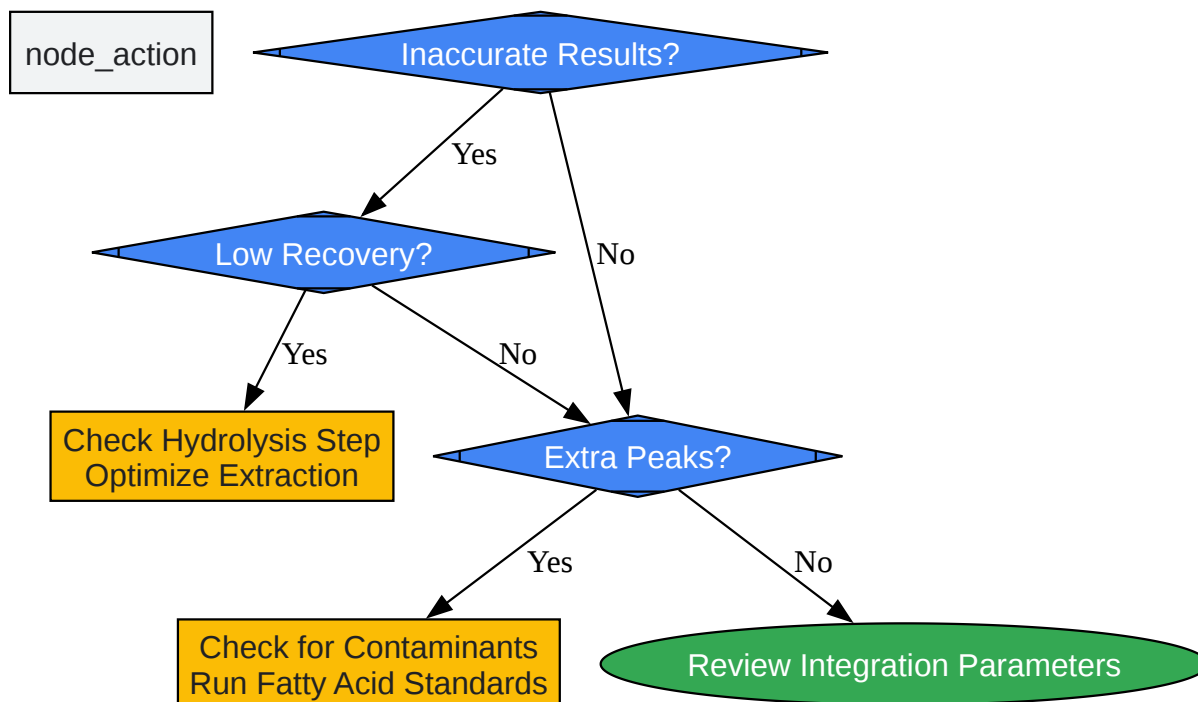 node_action
Inaccurate Results?
Yes
No
Low Recovery?
Yes
No
Check Hydrolysis Step
Optimize Extraction
Extra Peaks?
Yes
No
Check for Contaminants
Run Fatty Acid Standards
Review Integration Parameters